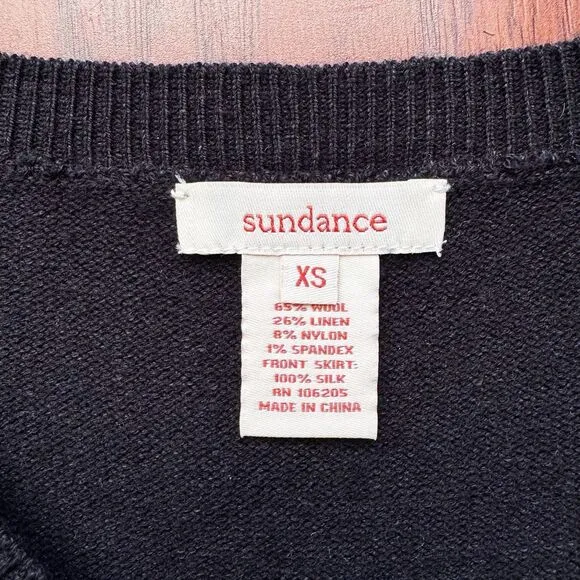 sundance
XS
65% WOOL
26% LINEN
8% NYLON
1% SPANDEX
FRONT SKIRT:
100% SILK
RN 106205
MADE IN CHINA